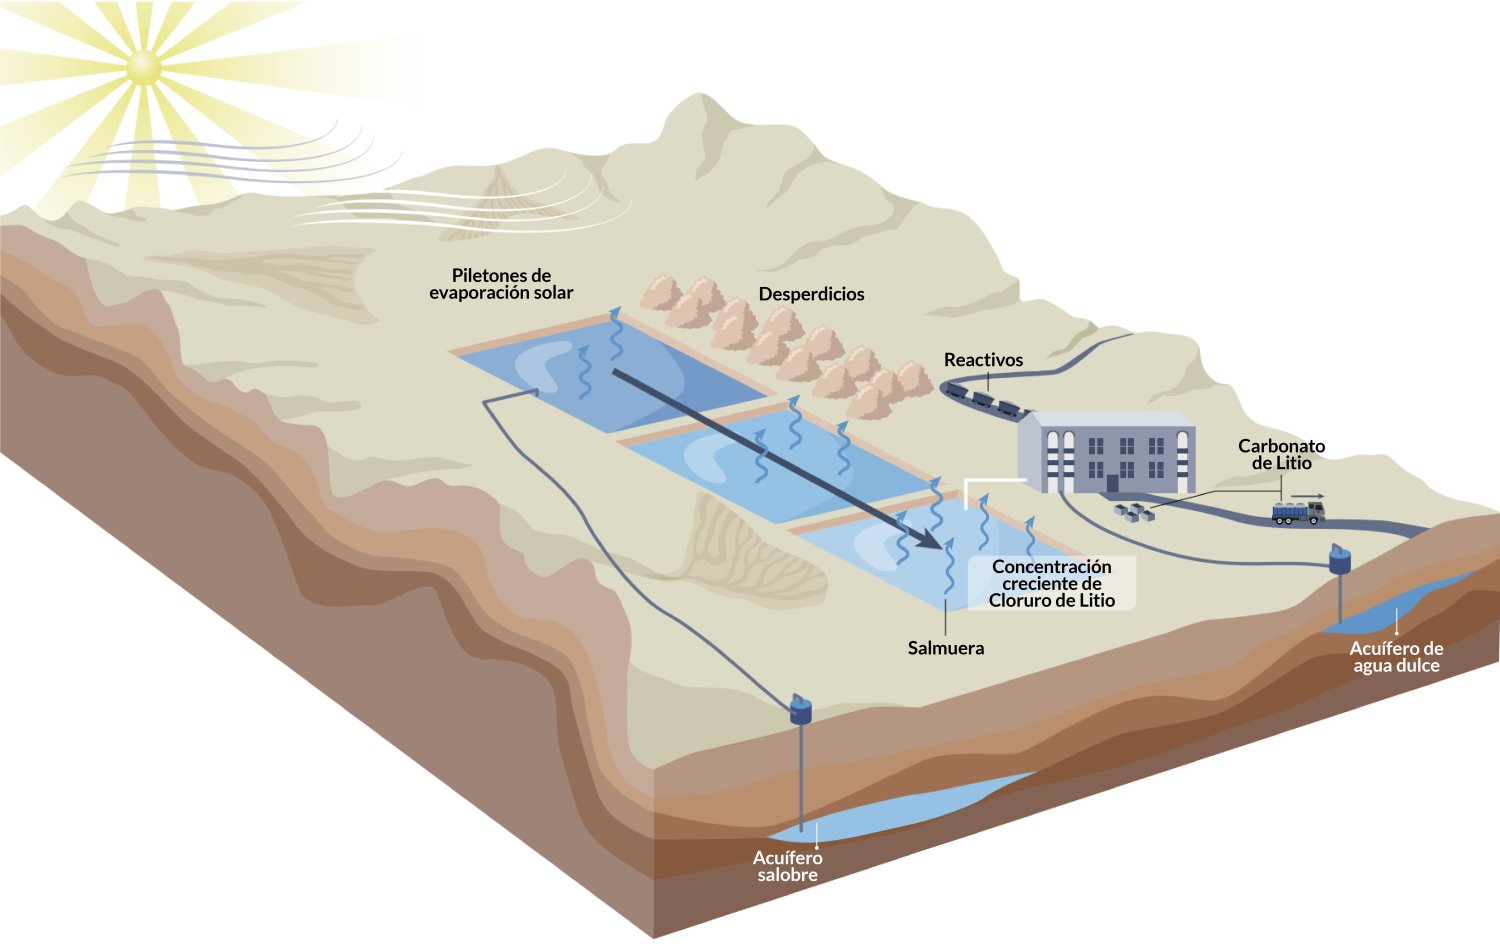 Piletones de
evaporación solar
Desperdicios
Reactivos
Carbonato
de Litio
Concentración
creciente de
Cloruro de Litio
Salmuera
Acuífero de
agua dulce
Acuífero
salobre